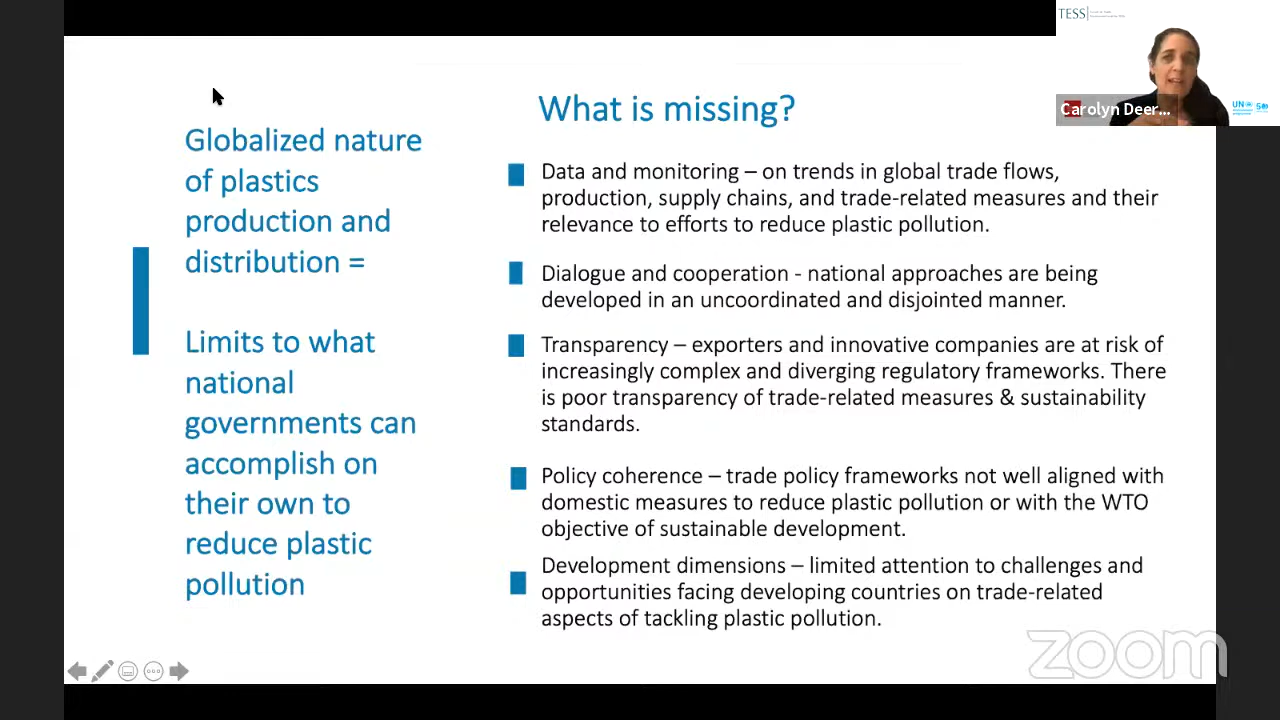 TESS
Carolyn Deer...
UN
Globalized nature
of plastics
production and
distribution =
Limits to what
national
governments can
accomplish on
their own to
reduce plastic
pollution
What is missing?
Data and monitoring – on trends in global trade flows,
production, supply chains, and trade-related measures and their
relevance to efforts to reduce plastic pollution.
Dialogue and cooperation - national approaches are being
developed in an uncoordinated and disjointed manner.
Transparency – exporters and innovative companies are at risk of
increasingly complex and diverging regulatory frameworks. There
is poor transparency of trade-related measures & sustainability
standards.
Policy coherence – trade policy frameworks not well aligned with
domestic measures to reduce plastic pollution or with the WTO
objective of sustainable development.
Development dimensions – limited attention to challenges and
opportunities facing developing countries on trade-related
aspects of tackling plastic pollution.
zoom